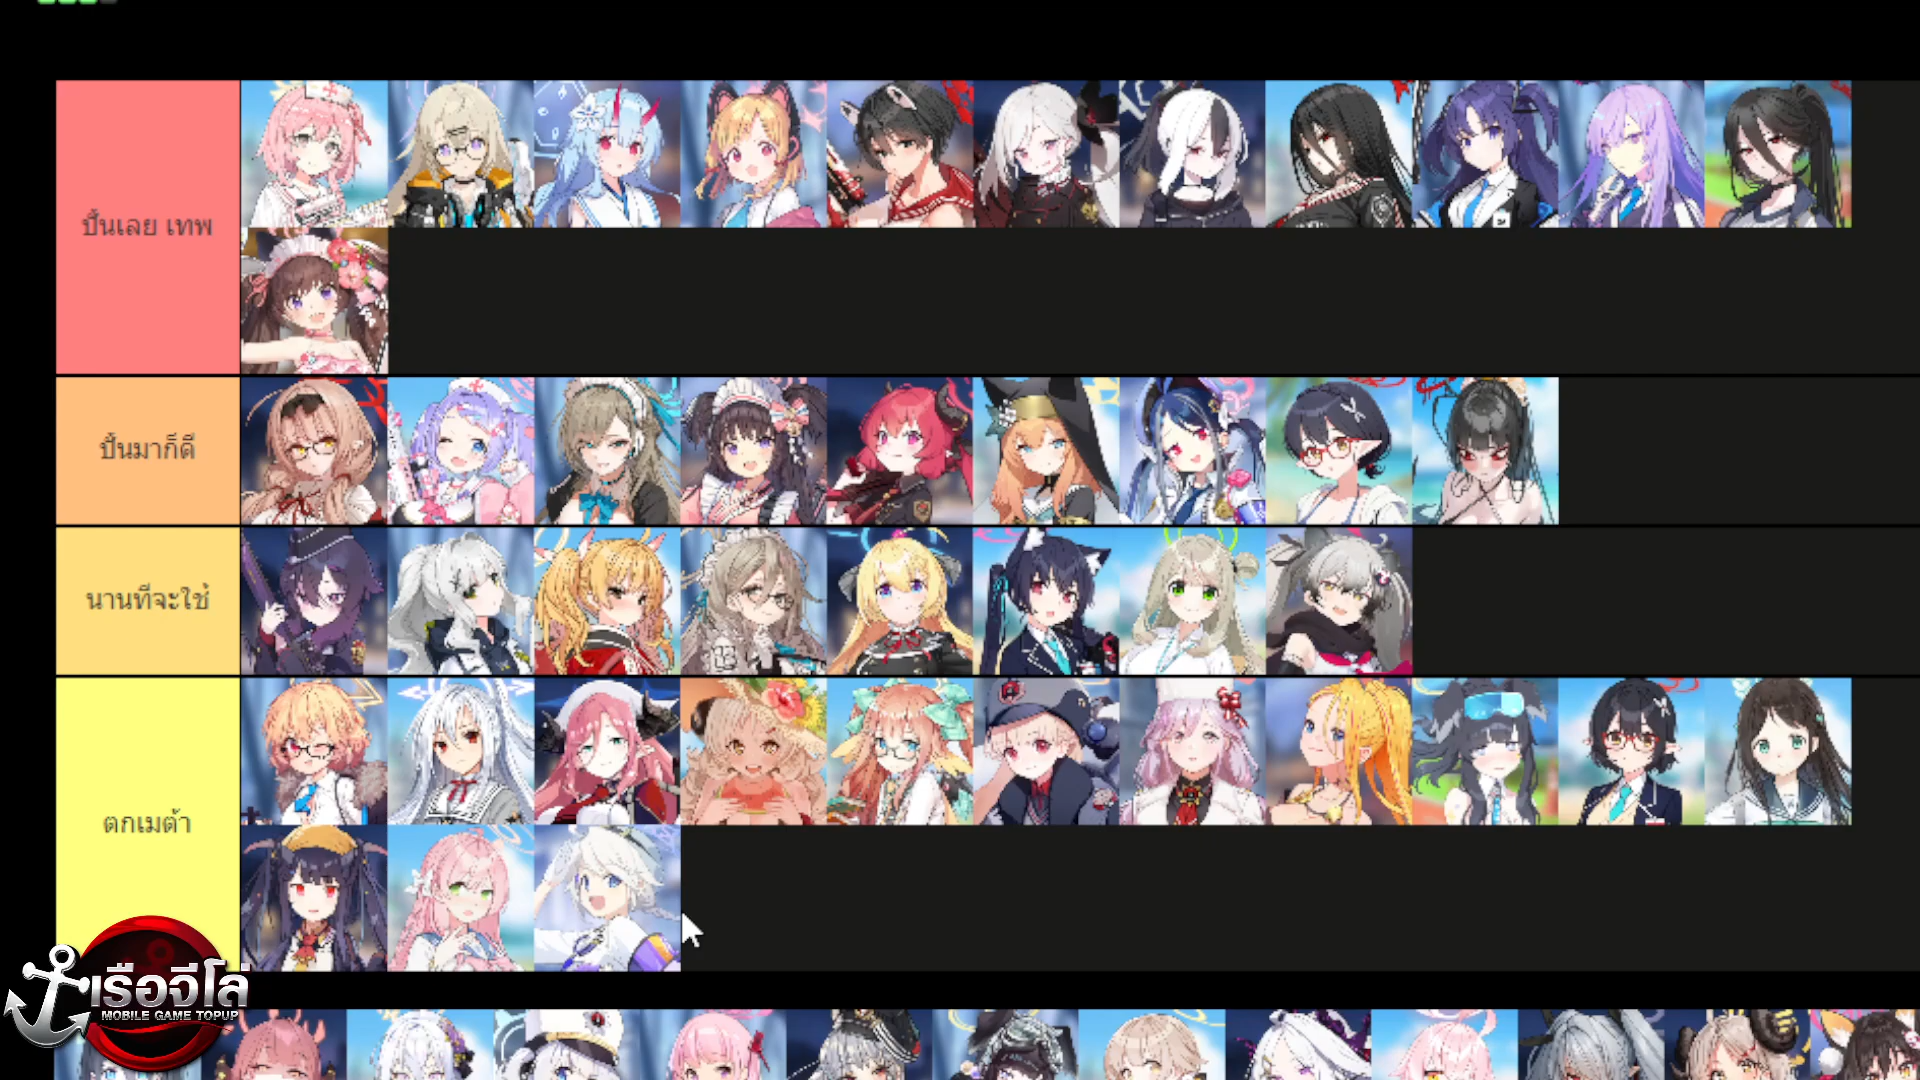 ปั้นเลย เทพ
ปั้นมาก็ดี
นานทีจะใช้
ตกเมต้า
เรือจีโล่
MOBILE GAME TOPUP